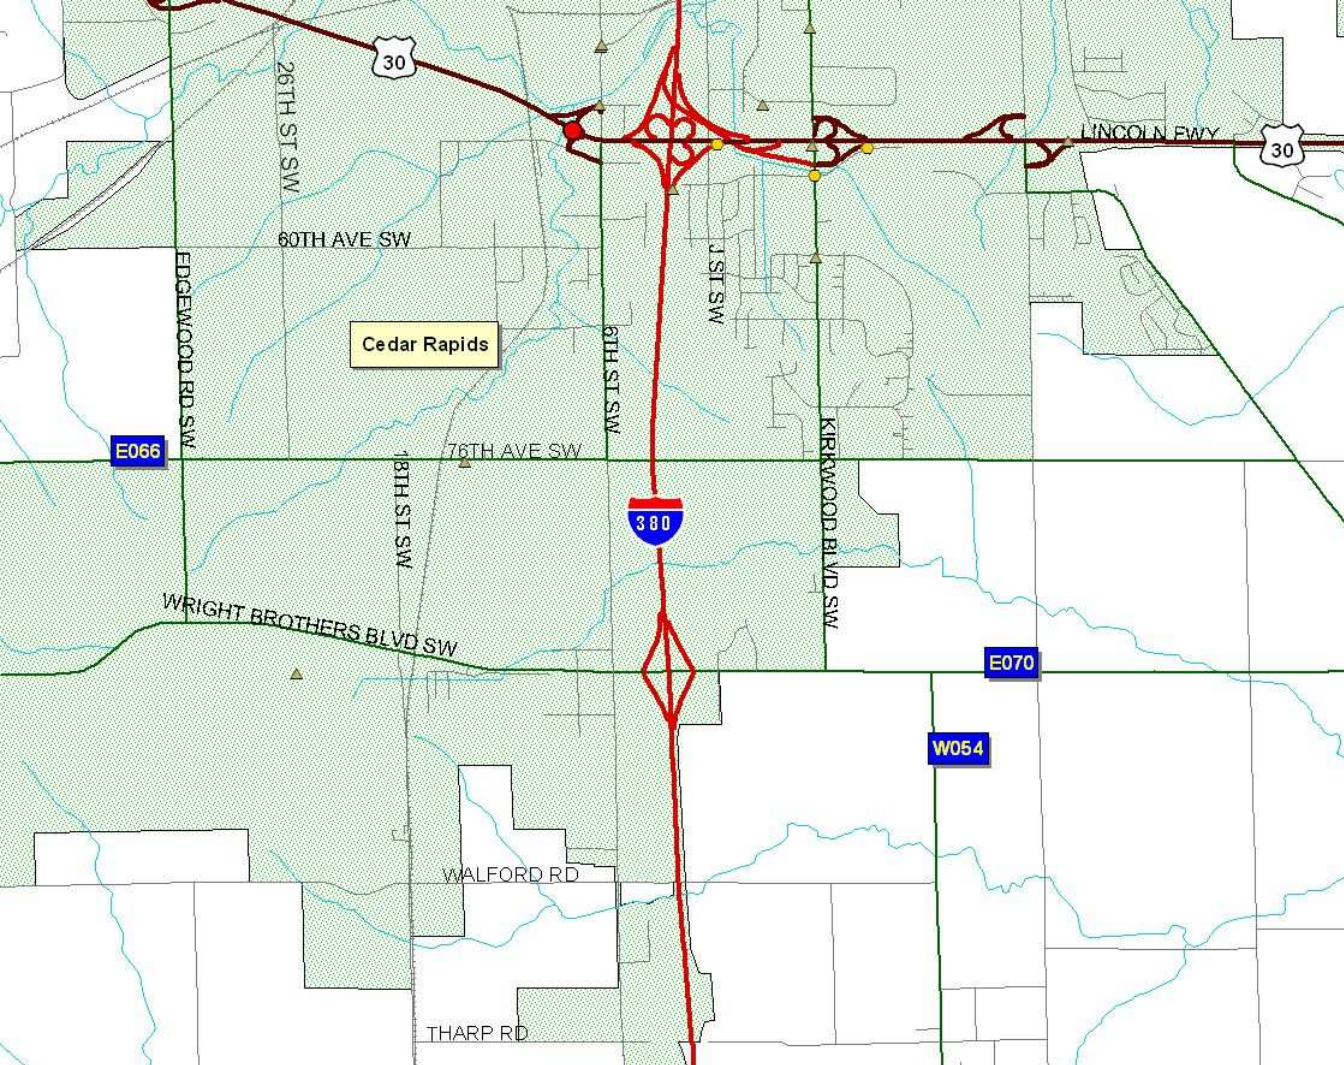 30
26TH ST SW
LINCOLN FWY
30
60TH AVE SW
EDGEWOOD RD SW
J ST SW
Cedar Rapids
6TH ST SW
E066
76TH AVE SW
18TH ST SW
KIRKWOOD BLVD SW
380
WRIGHT BROTHERS BLVD SW
E070
W054
WALFORD RD
THARP RD